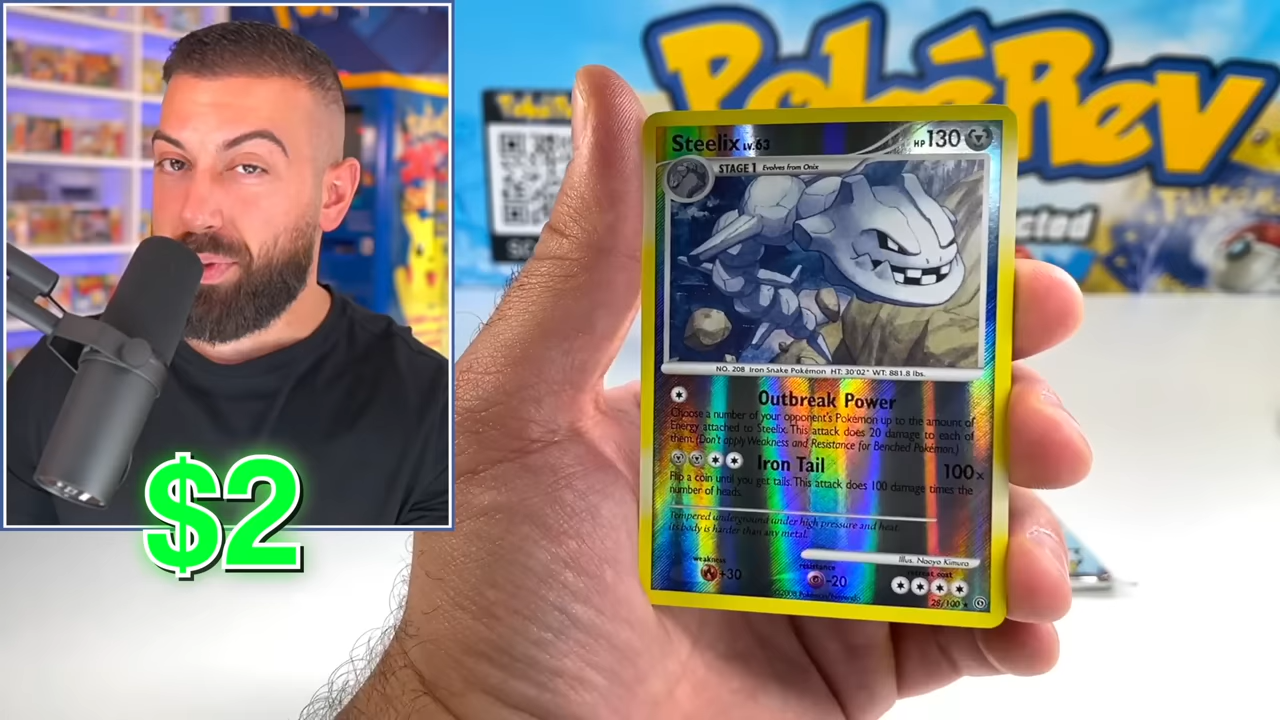 PokéRev
PokéRe
Steelix LV.63
HP 130
STAGE 1 Evolves from Onix
NO. 208 Iron Snake Pokémon HT: 30'02" WT: 881.8 lbs.
Outbreak Power
Choose a number of your opponent's Pokémon up to the amount of
Energy attached to Steelix. This attack does 20 damage to each of
them. (Don't apply Weakness and Resistance for Benched Pokémon.)
Iron Tail 100x
Flip a coin until you get tails. This attack does 100 damage times the
number of heads.
Tempered underground under high pressure and heat,
its body is harder than any metal.
Illus. Naoyo Kimura
weakness
+30
resistance
-20
retreat cost
©2008 Pokémon/Nintendo
28/100
$2